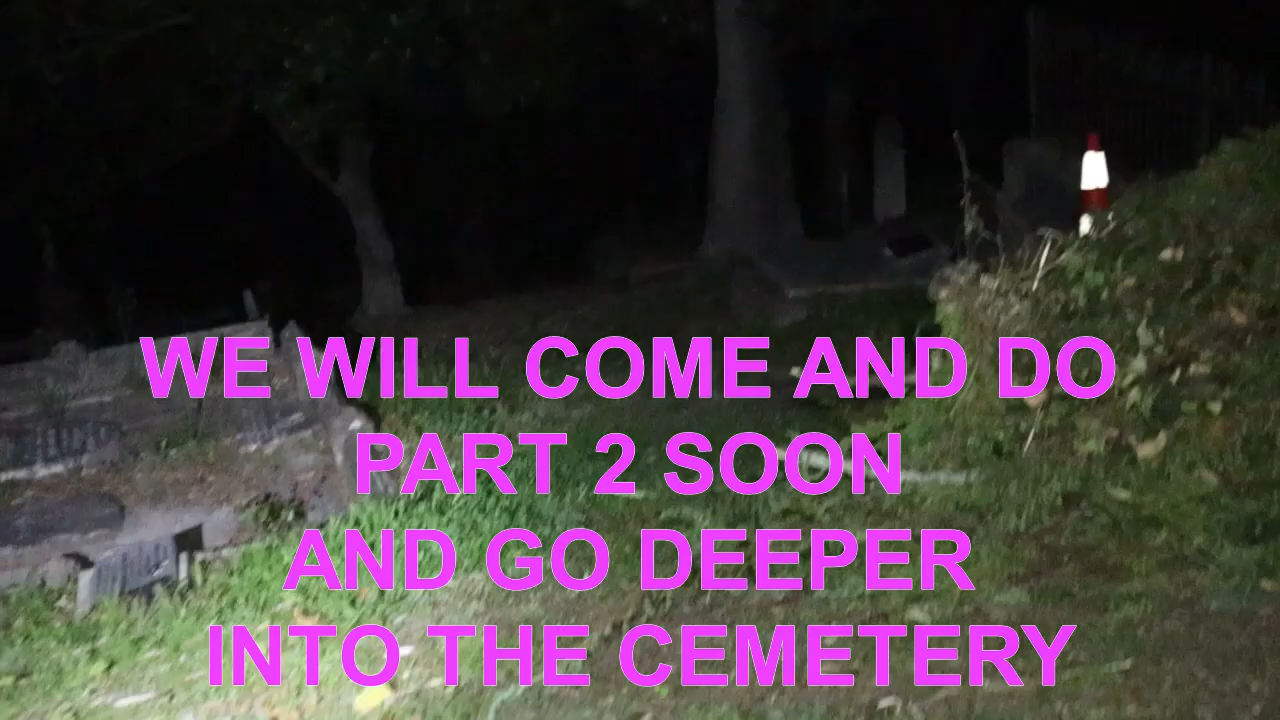 WE WILL COME AND DO
PART 2 SOON
AND GO DEEPER
INTO THE CEMETERY